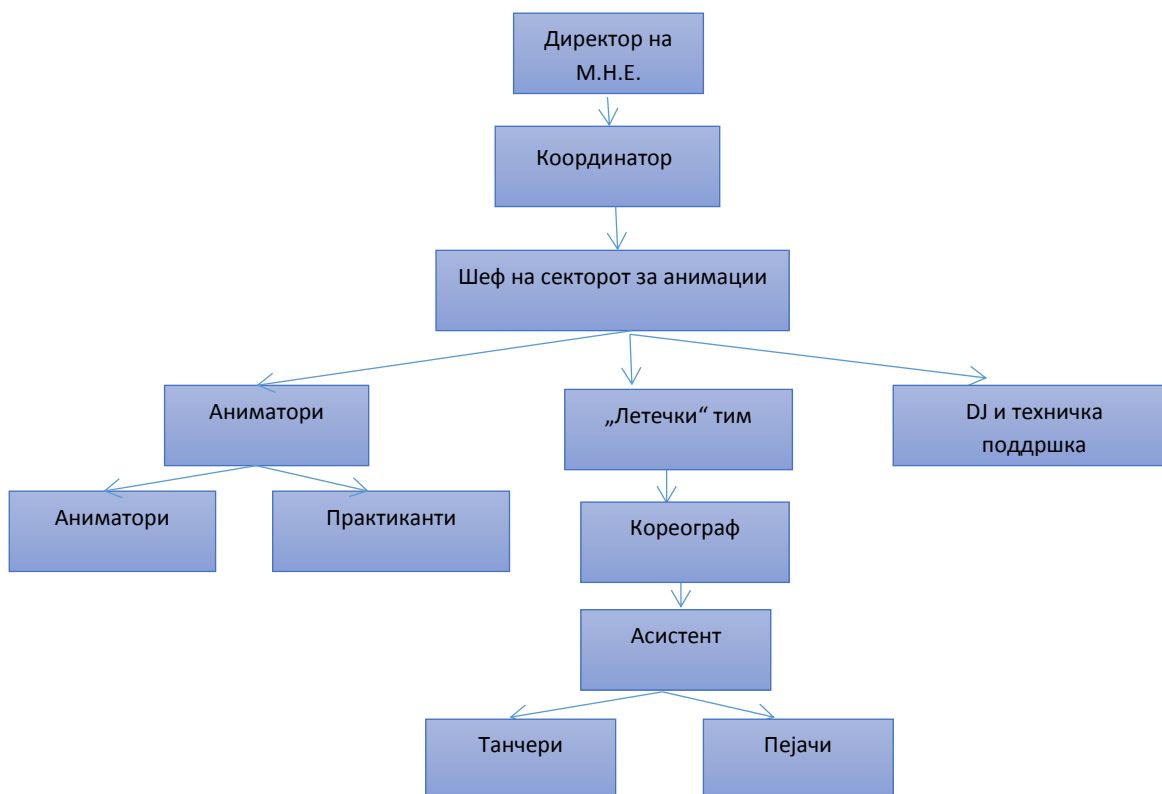 Директор на
М.Н.Е.
Координатор
Шеф на секторот за анимации
Аниматори
„Летечки“ тим
DJ и техничка
поддршка
Аниматори
Практиканти
Кореограф
Асистент
Танчери
Пејачи